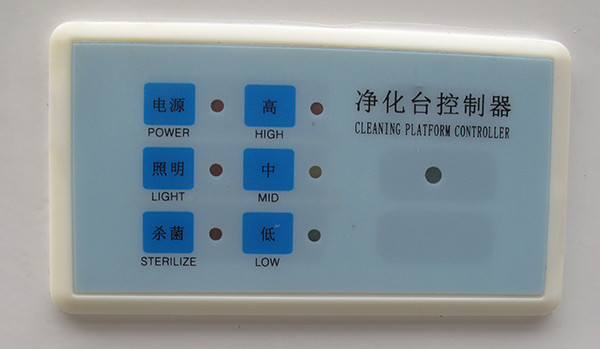 电源
POWER
高
HIGH
照明
LIGHT
中
MID
杀菌
STERILIZE
低
LOW
净化台控制器
CLEANING PLATFORM CONTROLLER